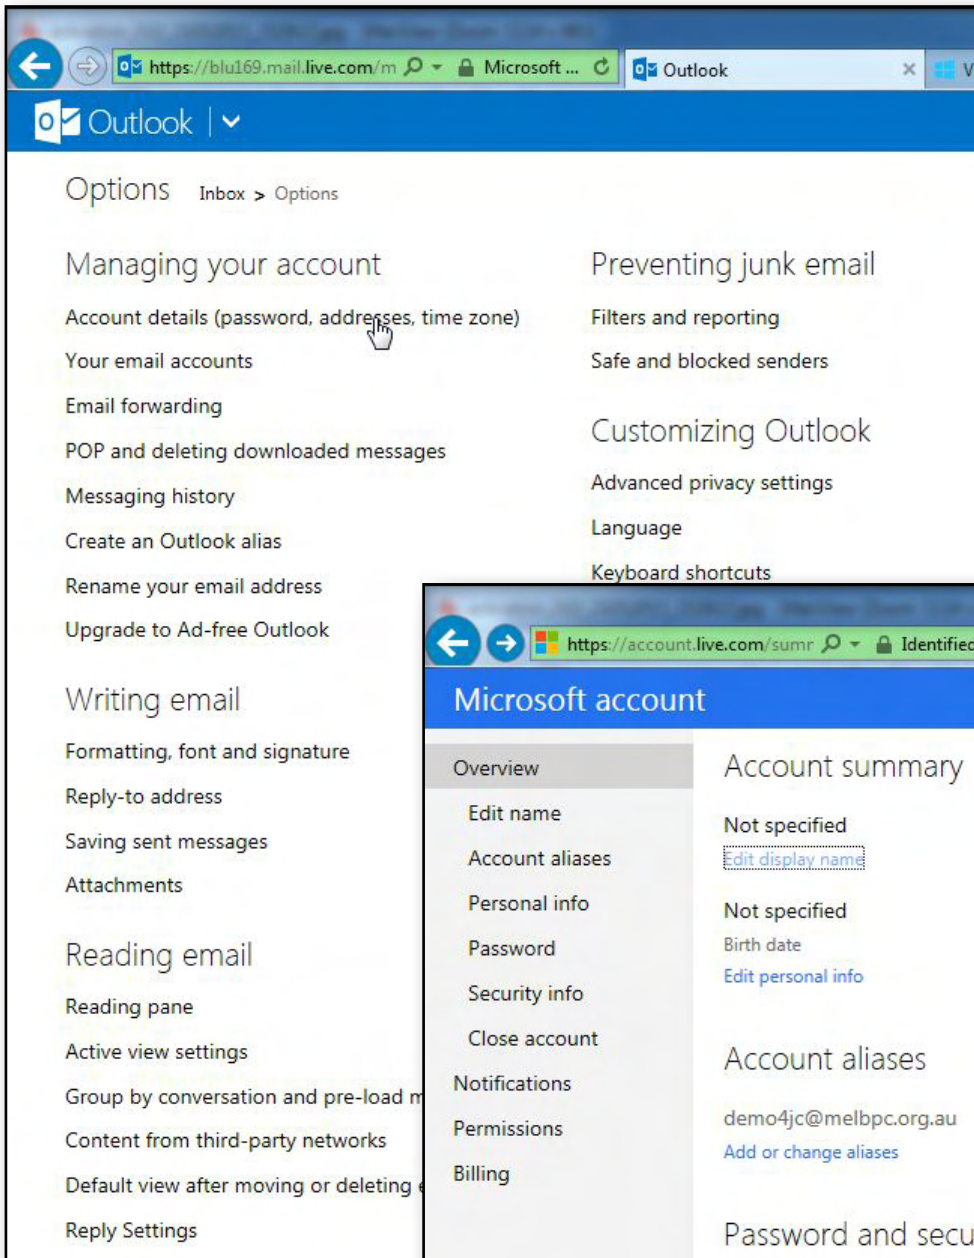 https://blu169.mail.live.com/m Microsoft ... Outlook V
Outlook
Options Inbox > Options
Managing your account
Account details (password, addresses, time zone)
Your email accounts
Email forwarding
POP and deleting downloaded messages
Messaging history
Create an Outlook alias
Rename your email address
Upgrade to Ad-free Outlook
Writing email
Formatting, font and signature
Reply-to address
Saving sent messages
Attachments
Reading email
Reading pane
Active view settings
Group by conversation and pre-load m
Content from third-party networks
Default view after moving or deleting
Reply Settings
Preventing junk email
Filters and reporting
Safe and blocked senders
Customizing Outlook
Advanced privacy settings
Language
Keyboard shortcuts
https://account.live.com/summ Identified
Microsoft account
Overview
Edit name
Account aliases
Personal info
Password
Security info
Close account
Notifications
Permissions
Billing
Account summary
Not specified
Edit display name
Not specified
Birth date
Edit personal info
Account aliases
demo4jc@melbpc.org.au
Add or change aliases
Password and secu